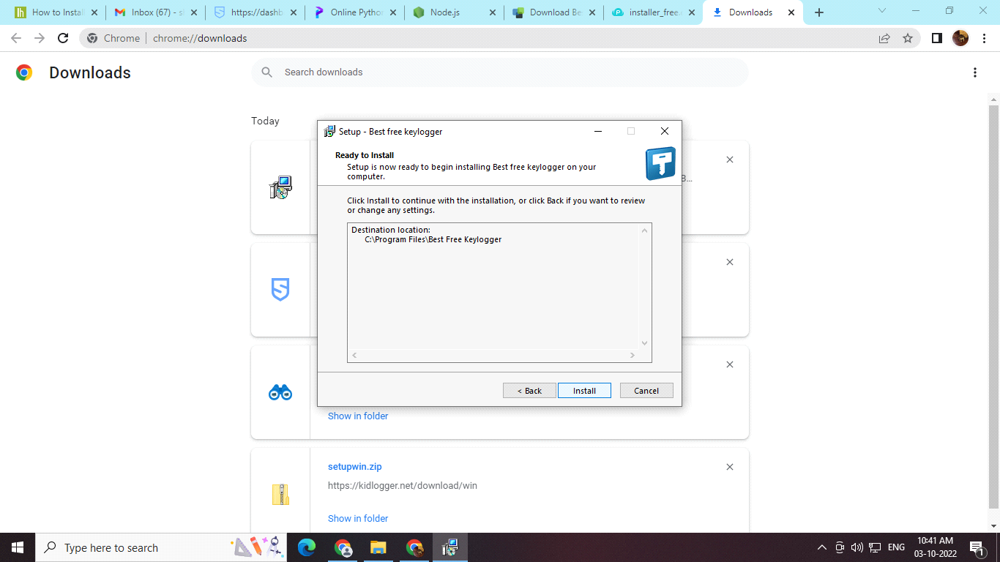 How to Install
Inbox (67) - s
https://dashb
Online Python
Node.js
Download Be
installer_free.
Downloads
Chrome
chrome://downloads
Downloads
Search downloads
Today
Setup - Best free keylogger
Ready to Install
Setup is now ready to begin installing Best free keylogger on your
computer.
B...
Click Install to continue with the installation, or click Back if you want to review
or change any settings.
Destination location:
C:\Program Files\Best Free Keylogger
< Back
Install
Cancel
Show in folder
setupwin.zip
https://kidlogger.net/download/win
Show in folder
Type here to search
ENG
10:41 AM
03-10-2022
1